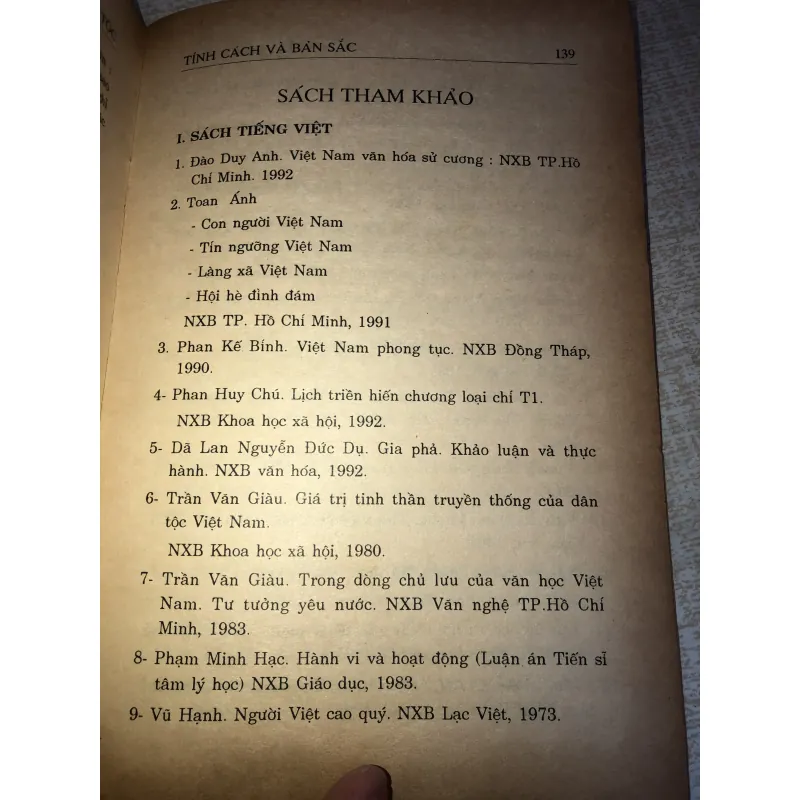 TÍNH CÁCH VÀ BẢN SẮC 139
SÁCH THAM KHẢO
I. SÁCH TIẾNG VIỆT
1. Đào Duy Anh. Việt Nam văn hóa sử cương : NXB TP.Hồ
Chí Minh. 1992
2. Toan Ánh
- Con người Việt Nam
- Tín ngưỡng Việt Nam
- Làng xã Việt Nam
- Hội hè đình đám
NXB TP. Hồ Chí Minh, 1991
3. Phan Kế Bính. Việt Nam phong tục. NXB Đồng Tháp,
1990.
4- Phan Huy Chú. Lịch triền hiến chương loại chí T1.
NXB Khoa học xã hội, 1992.
5- Dã Lan Nguyễn Đức Dụ. Gia phả. Khảo luận và thực
hành. NXB văn hóa, 1992.
6- Trần Văn Giàu. Giá trị tinh thần truyền thống của dân
tộc Việt Nam.
NXB Khoa học xã hội, 1980.
7- Trần Văn Giàu. Trong dòng chủ lưu của văn học Việt
Nam. Tư tưởng yêu nước. NXB Văn nghệ TP.Hồ Chí
Minh, 1983.
8- Phạm Minh Hạc. Hành vi và hoạt động (Luận án Tiến sĩ
tâm lý học) NXB Giáo dục, 1983.
9- Vũ Hạnh. Người Việt cao quý. NXB Lạc Việt, 1973.